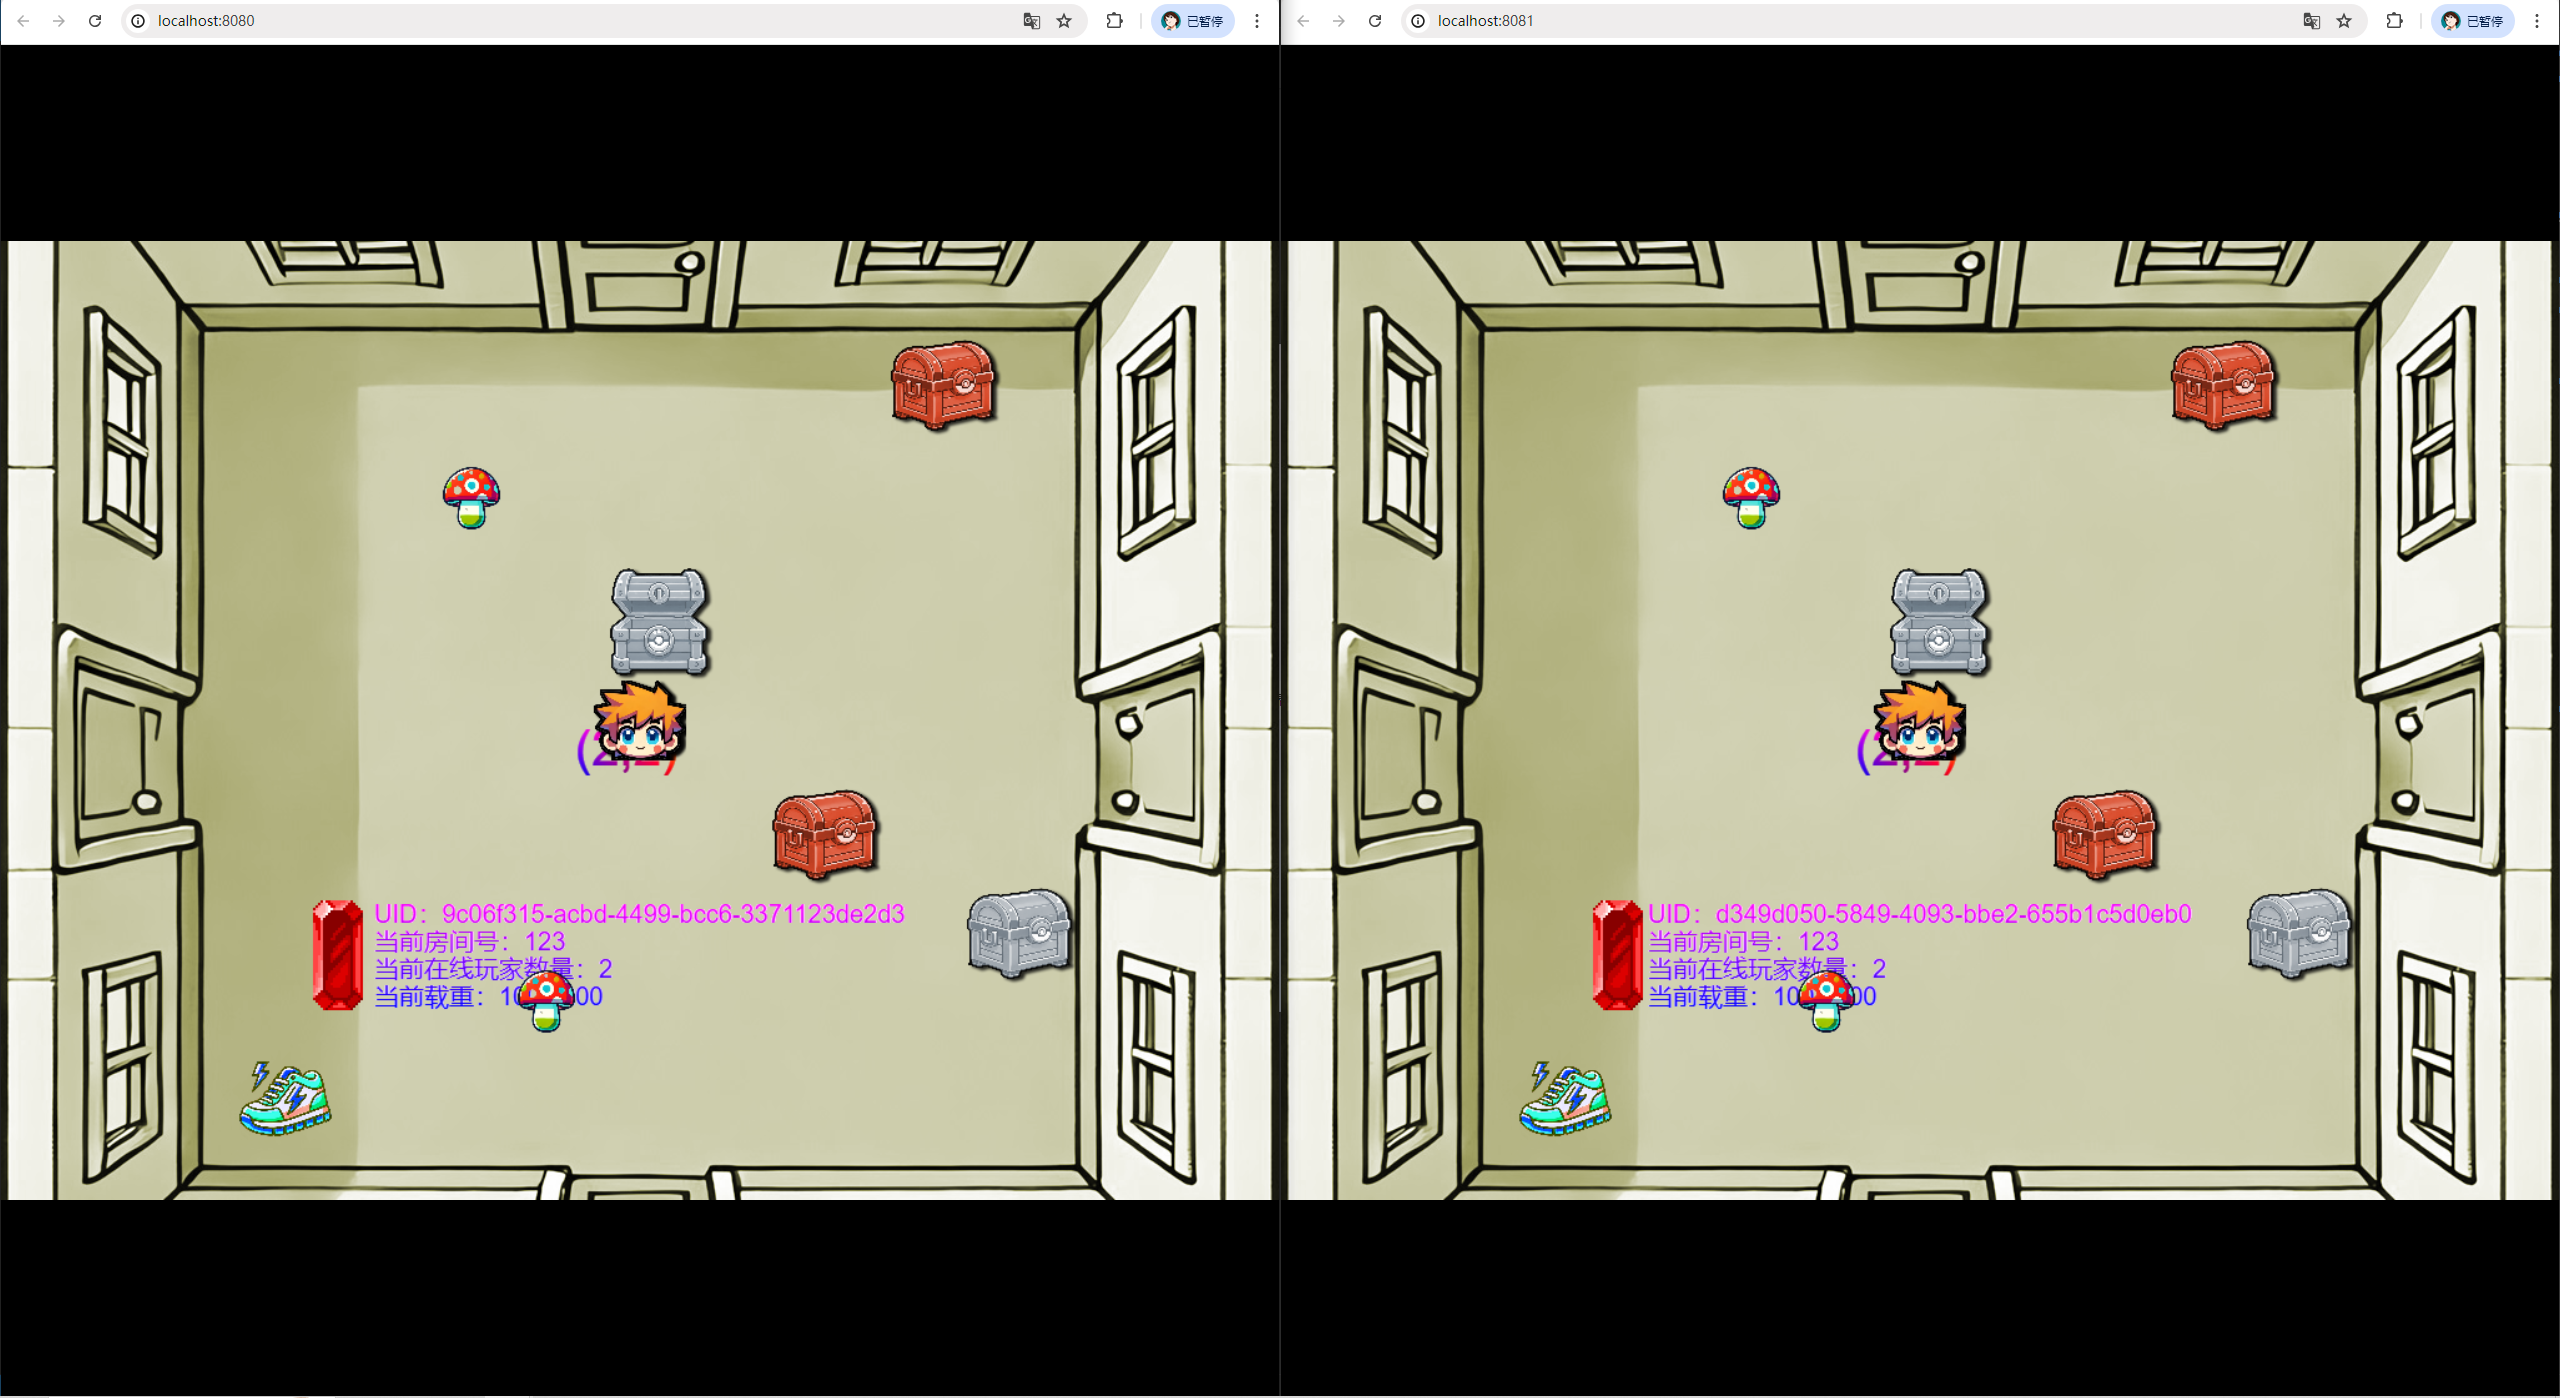 localhost:8080
已暂停
localhost:8081
已暂停
UID：9c06f315-acbd-4499-bcc6-3371123de2d3
当前房间号：123
当前在线玩家数量：2
当前载重：
UID：d349d050-5849-4093-bbe2-655b1c5d0eb0
当前房间号：123
当前在线玩家数量：2
当前载重：